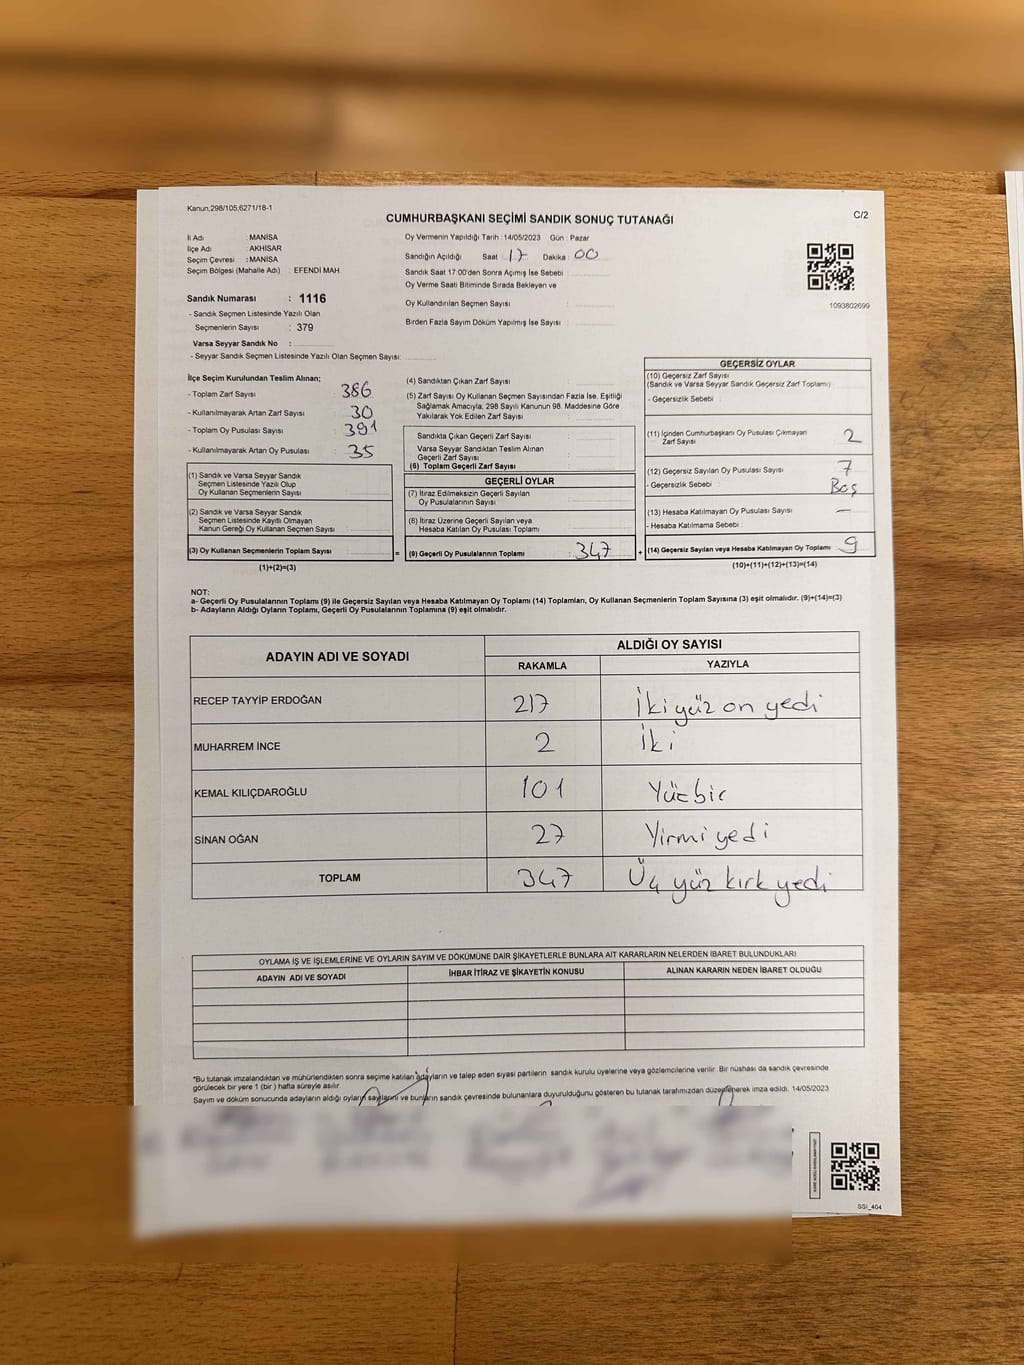 Kanun,298/105;6271/18-1
C/2
CUMHURBAŞKANI SEÇİMİ SANDIK SONUÇ TUTANAĞI
İl Adı : MANİSA
İlçe Adı : AKHİSAR
Seçim Çevresi : MANİSA
Seçim Bölgesi (Mahalle Adı) : EFENDİ MAH.
Sandık Numarası : 1116
- Sandık Seçmen Listesinde Yazılı Olan
Seçmenlerin Sayısı : 379
Varsa Seyyar Sandık No :
- Seyyar Sandık Seçmen Listesinde Yazılı Olan Seçmen Sayısı:
Oy Vermenin Yapıldığı Tarih : 14/05/2023 Gün : Pazar
Sandığın Açıldığı Saat : 17 Dakika : 00
Sandık Saat 17:00'den Sonra Açımış İse Sebebi :
Oy Verme Saati Bitiminde Sırada Bekleyen ve
Oy Kullandırılan Seçmen Sayısı :
Birden Fazla Sayım Döküm Yapılmış İse Sayısı :
1093802699
İlçe Seçim Kurulundan Teslim Alınan;
- Toplam Zarf Sayısı : 386
- Kullanılmayarak Artan Zarf Sayısı : 30
- Toplam Oy Pusulası Sayısı : 391
- Kullanılmayarak Artan Oy Pusulası : 35
(1) Sandık ve Varsa Seyyar Sandık
Seçmen Listesinde Yazılı Olup
Oy Kullanan Seçmenlerin Sayısı :
(2) Sandık ve Varsa Seyyar Sandık
Seçmen Listesinde Kayıtlı Olmayan
Kanun Gereği Oy Kullanan Seçmen Sayısı :
(3) Oy Kullanan Seçmenlerin Toplam Sayısı :
(1)+(2)=(3)
(4) Sandıktan Çıkan Zarf Sayısı :
(5) Zarf Sayısı Oy Kullanan Seçmen Sayısından Fazla İse, Eşitliği
Sağlamak Amacıyla, 298 Sayılı Kanunun 98. Maddesine Göre
Yakılarak Yok Edilen Zarf Sayısı :
Sandıkta Çıkan Geçerli Zarf Sayısı :
Varsa Seyyar Sandıktan Teslim Alınan
Geçerli Zarf Sayısı :
(6) Toplam Geçerli Zarf Sayısı :
GEÇERLİ OYLAR
(7) İtiraz Edilmeksizin Geçerli Sayılan
Oy Pusulalarının Sayısı :
(8) İtiraz Üzerine Geçerli Sayılan veya
Hesaba Katılan Oy Pusulası Toplamı :
= (9) Geçerli Oy Pusulalarının Toplamı : 347
GEÇERSİZ OYLAR
(10) Geçersiz Zarf Sayısı
(Sandık ve Varsa Seyyar Sandık Geçersiz Zarf Toplamı)
- Geçersizlik Sebebi :
(11) İçinden Cumhurbaşkanı Oy Pusulası Çıkmayan
Zarf Sayısı : 2
(12) Geçersiz Sayılan Oy Pusulası Sayısı : 7
- Geçersizlik Sebebi : Boş
(13) Hesaba Katılmayan Oy Pusulası Sayısı : —
- Hesaba Katılmama Sebebi :
+ (14) Geçersiz Sayılan veya Hesaba Katılmayan Oy Toplamı : 9
(10)+(11)+(12)+(13)=(14)
NOT:
a- Geçerli Oy Pusulalarının Toplamı (9) ile Geçersiz Sayılan veya Hesaba Katılmayan Oy Toplamı (14) Toplamları, Oy Kullanan Seçmenlerin Toplam Sayısına (3) eşit olmalıdır. (9)+(14)=(3)
b- Adayların Aldığı Oyların Toplamı, Geçerli Oy Pusulalarının Toplamına (9) eşit olmalıdır.
ADAYIN ADI VE SOYADI
ALDIĞI OY SAYISI
RAKAMLA YAZIYLA
RECEP TAYYİP ERDOĞAN 217 İki yüz on yedi
MUHARREM İNCE 2 İki
KEMAL KILIÇDAROĞLU 101 Yüz bir
SİNAN OĞAN 27 Yirmi yedi
TOPLAM 347 Üç yüz kırk yedi
OYLAMA İŞ VE İŞLEMLERİNE VE OYLARIN SAYIM VE DÖKÜMÜNE DAİR ŞİKAYETLERLE BUNLARA AİT KARARLARIN NELERDEN İBARET BULUNDUKLARI
ADAYIN ADI VE SOYADI İHBAR İTİRAZ VE ŞİKAYETİN KONUSU ALINAN KARARIN NEDEN İBARET OLDUĞU
*Bu tutanak imzalandıktan ve mühürlendikten sonra seçime katılan adayların ve talep eden siyasi partilerin sandık kurulu üyelerine veya gözlemcilerine verilir. Bir nüshası da sandık çevresinde
görülecek bir yere 1 (bir ) hafta süreyle asılır.
Sayım ve döküm sonucunda adayların aldığı oyların sayılarını ve bunların sandık çevresinde bulunanlara duyurulduğunu gösteren bu tutanak tarafımızdan düzenlenerek imza edildi. 14/05/2023
SSI_404